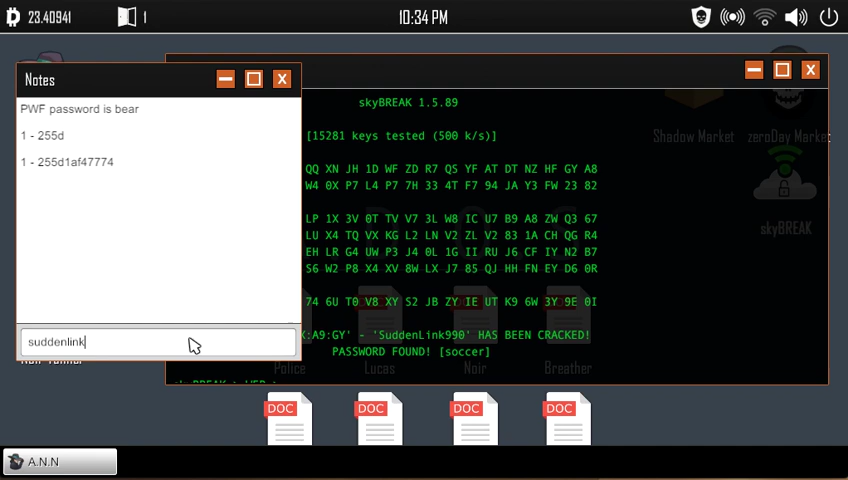 23.40941
1
10:34 PM
Notes
PWF password is bear
1 - 255d
1 - 255d1af47774
suddenlink
skyBREAK 1.5.89
[15281 keys tested (500 k/s)]
QQ XN JH 1D WF ZD R7 QS YF AT DT NZ HF GY A8
W4 0X P7 L4 P7 7H 33 4T F7 94 JA Y3 FW 23 82
LP 1X 3V 0T TV V7 3L W8 IC U7 B9 A8 ZW Q3 67
LU X4 TQ VX KG L2 LN V2 ZL V2 83 1A CH QG R4
EH LR G4 UW P3 J4 0L 1G II RU J6 CF IY N2 B7
S6 W2 P8 X4 XV 8W LX J7 85 QJ HH FN EY D6 0R
74 6U T0 V8 XY S2 JB ZY IE UT K9 6W 3Y 9E 0I
:A9:GY' - 'SuddenLink990' HAS BEEN CRACKED!
PASSWORD FOUND! [soccer]
skyBREAK > WEP >
Shadow Market
zeroDay Market
skyBREAK
Police
Lucas
Noir
Breather
DOC
DOC
DOC
DOC
A.N.N